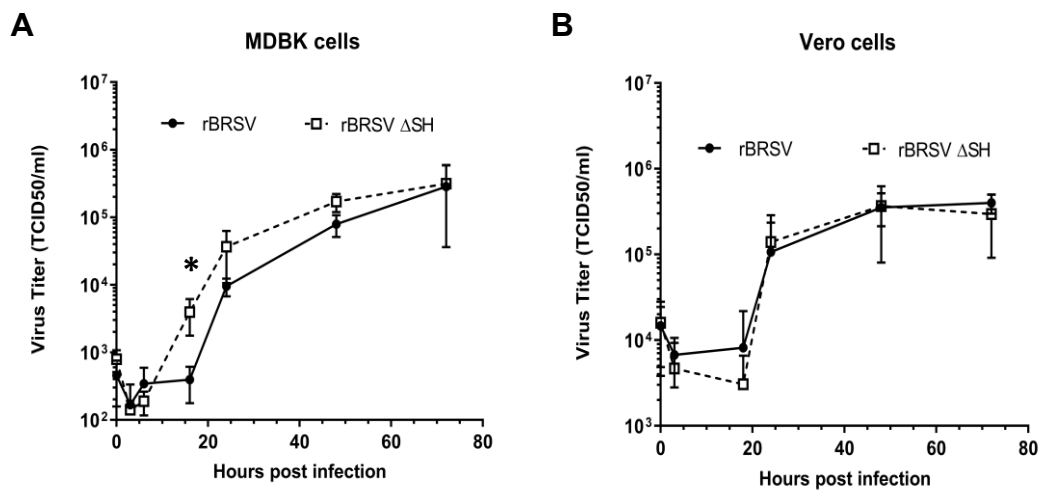 A
MDBK cells
Virus Titer (TCID50/ml)
10⁷
10⁶
10⁵
10⁴
10³
10²
rBRSV
rBRSV ΔSH
*
0
20
40
60
80
Hours post infection
B
Vero cells
Virus Titer (TCID50/ml)
10⁷
10⁶
10⁵
10⁴
10³
rBRSV
rBRSV ΔSH
0
20
40
60
80
Hours post infection